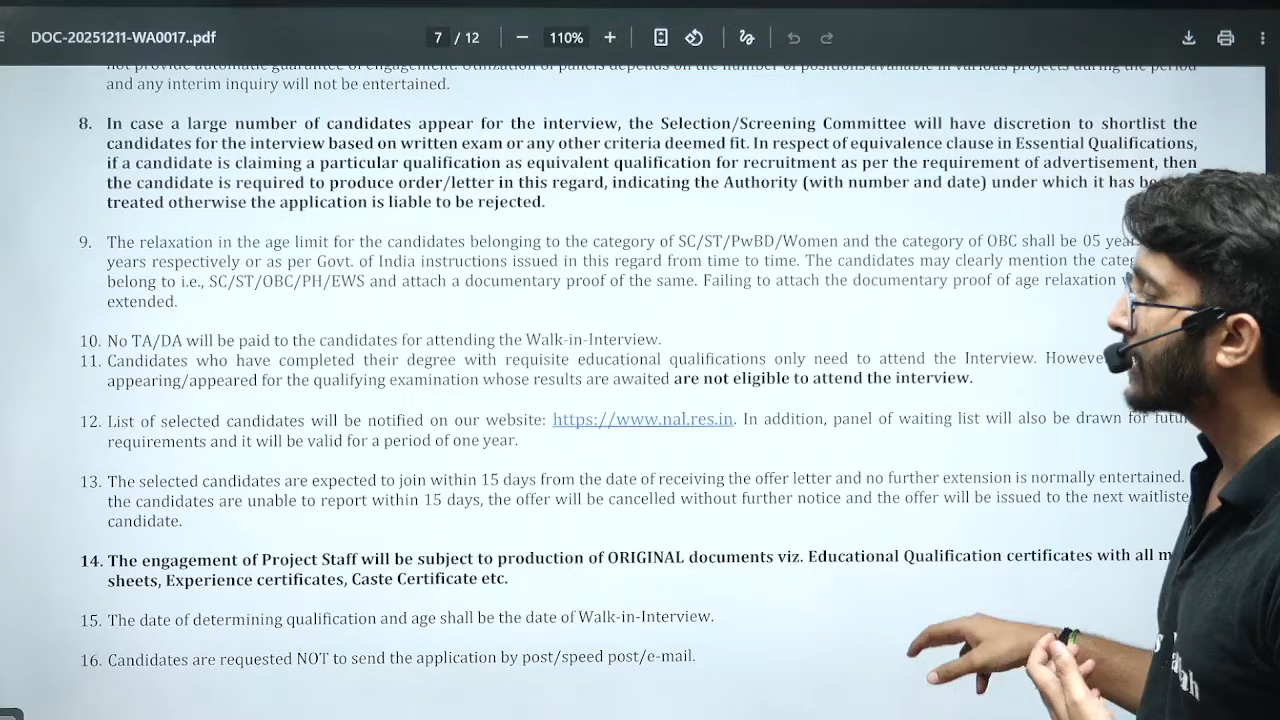 DOC-20251211-WA0017..pdf
7 / 12
110%
and any interim inquiry will not be entertained.
8. In case a large number of candidates appear for the interview, the Selection/Screening Committee will have discretion to shortlist the
candidates for the interview based on written exam or any other criteria deemed fit. In respect of equivalence clause in Essential Qualifications,
if a candidate is claiming a particular qualification as equivalent qualification for recruitment as per the requirement of advertisement, then
the candidate is required to produce order/letter in this regard, indicating the Authority (with number and date) under which it has
treated otherwise the application is liable to be rejected.
9. The relaxation in the age limit for the candidates belonging to the category of SC/ST/PwBD/Women and the category of OBC shall be 05
years respectively or as per Govt. of India instructions issued in this regard from time to time. The candidates may clearly mention the
belong to i.e., SC/ST/OBC/PH/EWS and attach a documentary proof of the same. Failing to attach the documentary proof of age relaxation
extended.
10. No TA/DA will be paid to the candidates for attending the Walk-in-Interview.
11. Candidates who have completed their degree with requisite educational qualifications only need to attend the Interview.
appearing/appeared for the qualifying examination whose results are awaited are not eligible to attend the interview.
12. List of selected candidates will be notified on our website: https://www.nal.res.in. In addition, panel of waiting list will also be drawn for
requirements and it will be valid for a period of one year.
13. The selected candidates are expected to join within 15 days from the date of receiving the offer letter and no further extension is normally entertained.
the candidates are unable to report within 15 days, the offer will be cancelled without further notice and the offer will be issued to the next
candidate.
14. The engagement of Project Staff will be subject to production of ORIGINAL documents viz. Educational Qualification certificates with all
sheets, Experience certificates, Caste Certificate etc.
15. The date of determining qualification and age shall be the date of Walk-in-Interview.
16. Candidates are requested NOT to send the application by post/speed post/e-mail.